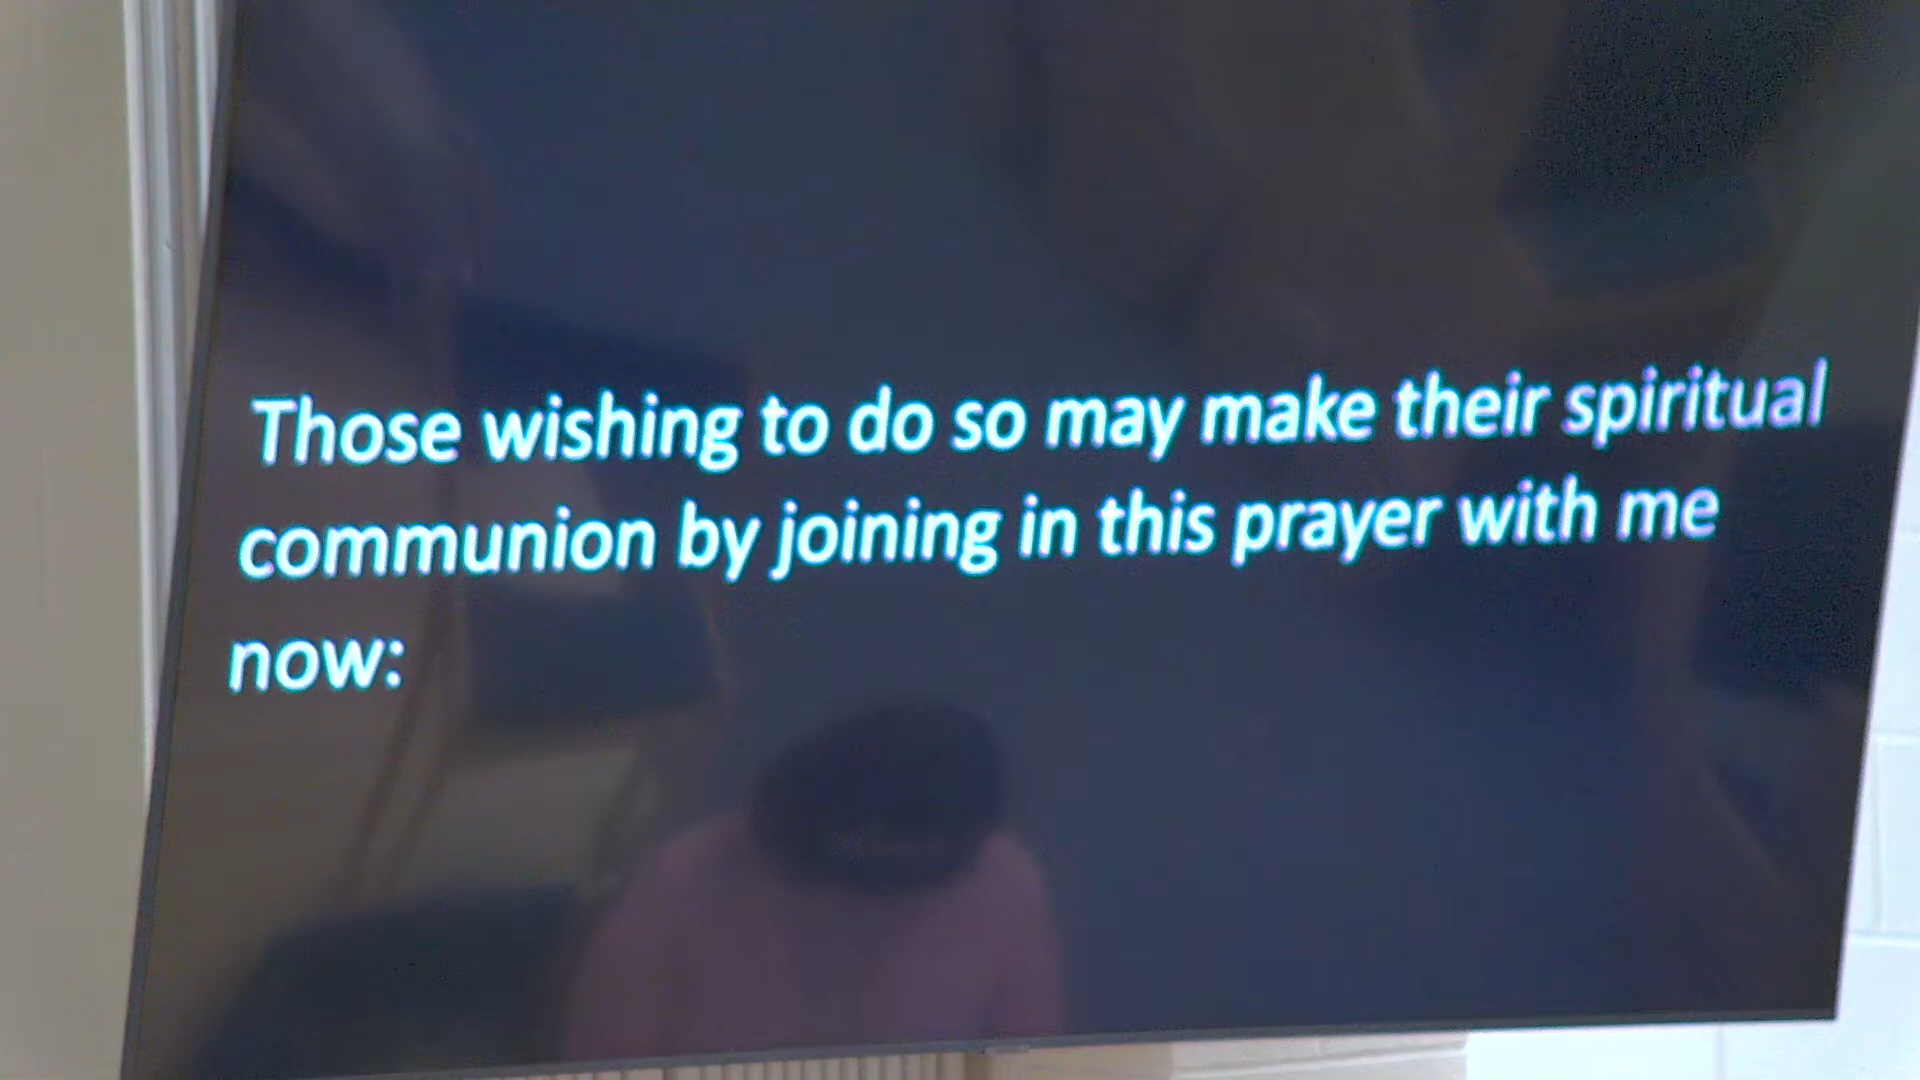 Those wishing to do so may make their spiritual
communion by joining in this prayer with me
now: